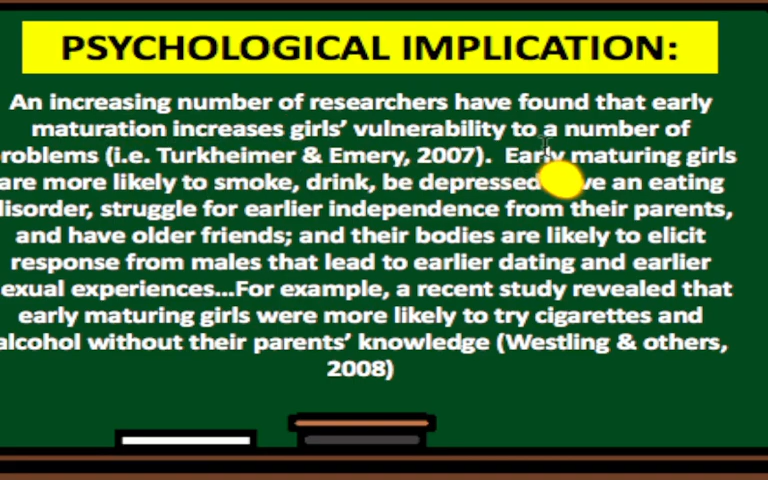 PSYCHOLOGICAL IMPLICATION:
An increasing number of researchers have found that early
maturation increases girls’ vulnerability to a number of
roblems (i.e. Turkheimer & Emery, 2007). Early maturing girls
are more likely to smoke, drink, be depressed ve an eating
disorder, struggle for earlier independence from their parents,
and have older friends; and their bodies are likely to elicit
response from males that lead to earlier dating and earlier
exual experiences...For example, a recent study revealed that
early maturing girls were more likely to try cigarettes and
alcohol without their parents’ knowledge (Westling & others,
2008)